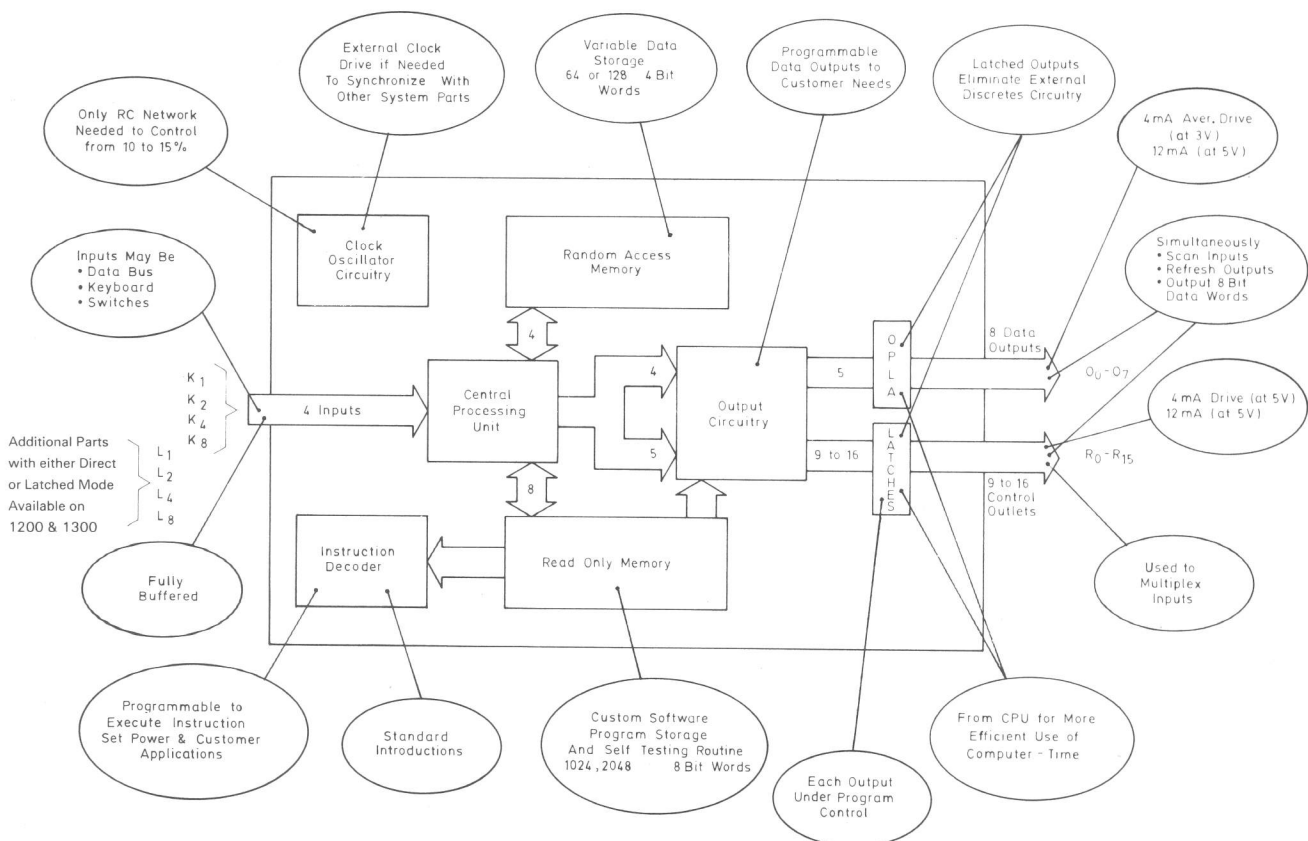 External Clock
Drive if Needed
To Synchronize With
Other System Parts
Variable Data
Storage
64 or 128 4 Bit
Words
Programmable
Data Outputs to
Customer Needs
Latched Outputs
Eliminate External
Discretes Circuitry
Only RC Network
Needed to Control
from 10 to 15%
4mA Aver. Drive
(at 3V)
12mA (at 5V)
Clock
Oscillator
Circuitry
Random Access
Memory
Inputs May Be
• Data Bus
• Keyboard
• Switches
Simultaneously
• Scan Inputs
• Refresh Outputs
• Output 8 Bit
Data Words
4
K1
K2
K4
K8
4 Inputs
Central
Processing
Unit
4
5
Output
Circuitry
5
OPLA
8 Data
Outputs
O0-O7
4mA Drive (at 5V)
12mA (at 5V)
Additional Parts
with either Direct
or Latched Mode
Available on
1200 & 1300
L1
L2
L4
L8
9 to 16
LATCHES
R0-R15
9 to 16
Control
Outlets
8
Fully
Buffered
Instruction
Decoder
Read Only Memory
Used to
Multiplex
Inputs
Programmable to
Execute Instruction
Set Power & Customer
Applications
Standard
Introductions
Custom Software
Program Storage
And Self Testing Routine
1024, 2048 8 Bit Words
Each Output
Under Program
Control
From CPU for More
Efficient Use of
Computer - Time